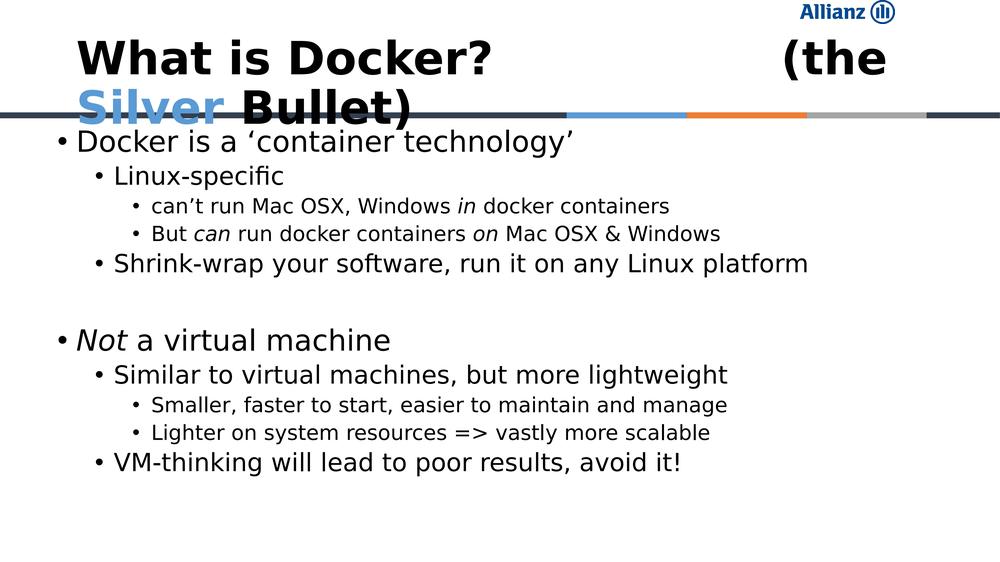 Allianz
What is Docker? (the
Silver Bullet)
• Docker is a ‘container technology’
• Linux-specific
• can’t run Mac OSX, Windows in docker containers
• But can run docker containers on Mac OSX & Windows
• Shrink-wrap your software, run it on any Linux platform
• Not a virtual machine
• Similar to virtual machines, but more lightweight
• Smaller, faster to start, easier to maintain and manage
• Lighter on system resources => vastly more scalable
• VM-thinking will lead to poor results, avoid it!